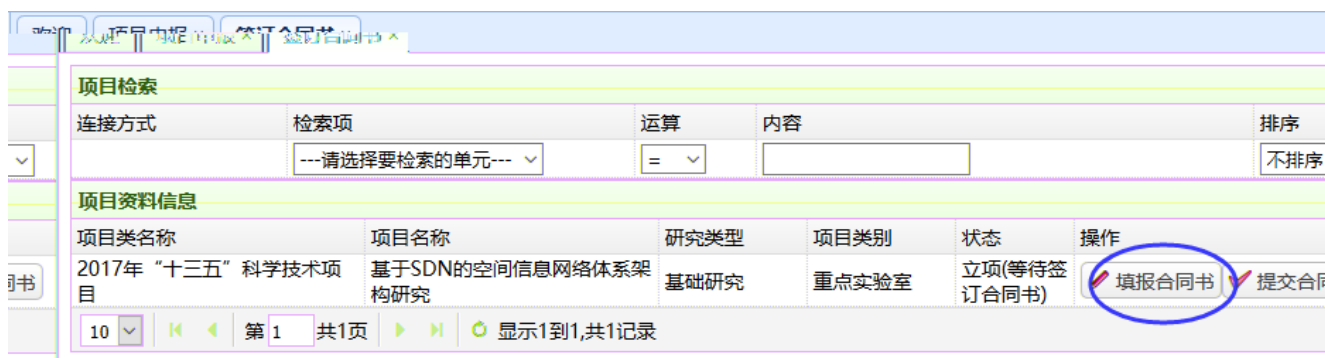 项目检索
连接方式 检索项 运算 内容 排序
---请选择要检索的单元--- = 不排序
项目资料信息
项目类名称 项目名称 研究类型 项目类别 状态 操作
2017年“十三五”科学技术项目 基于SDN的空间信息网络体系架构研究 基础研究 重点实验室 立项(等待签订合同书) 填报合同书 提交合同
书
10 第 1 共1页 显示1到1,共1记录